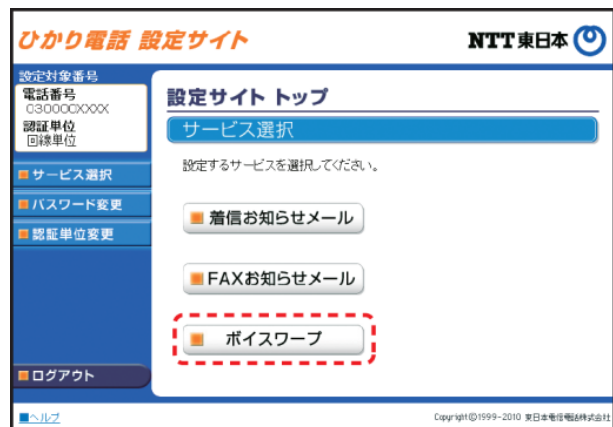 ひかり電話 設定サイト
NTT東日本
設定対象番号
電話番号
030000XXXX
認証単位
回線単位
サービス選択
パスワード変更
認証単位変更
ログアウト
設定サイト トップ
サービス選択
設定するサービスを選択してください。
着信お知らせメール
FAXお知らせメール
ボイスワープ
ヘルプ
Copyright©1999-2010 東日本電信電話株式会社